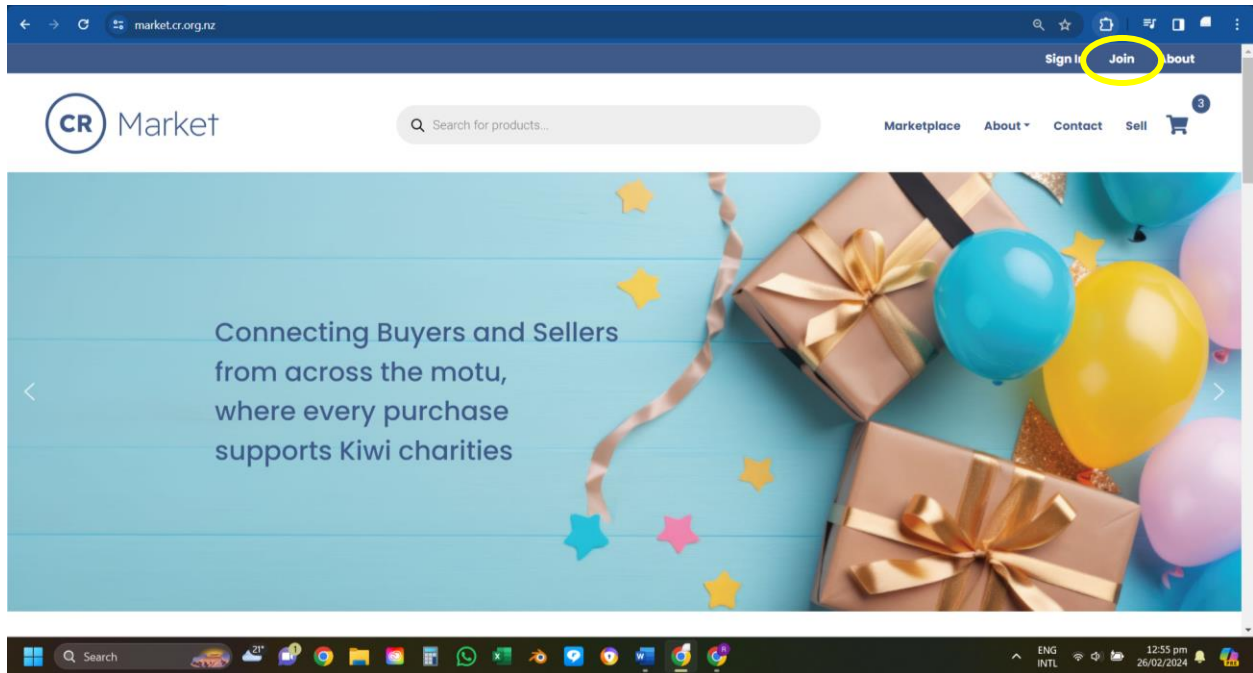 market.cr.org.nz
Sign In Join About
CR Market
Search for products...
Marketplace About Contact Sell 3
Connecting Buyers and Sellers
from across the motu,
where every purchase
supports Kiwi charities
Search
21°
ENG
INTL
12:55 pm
26/02/2024